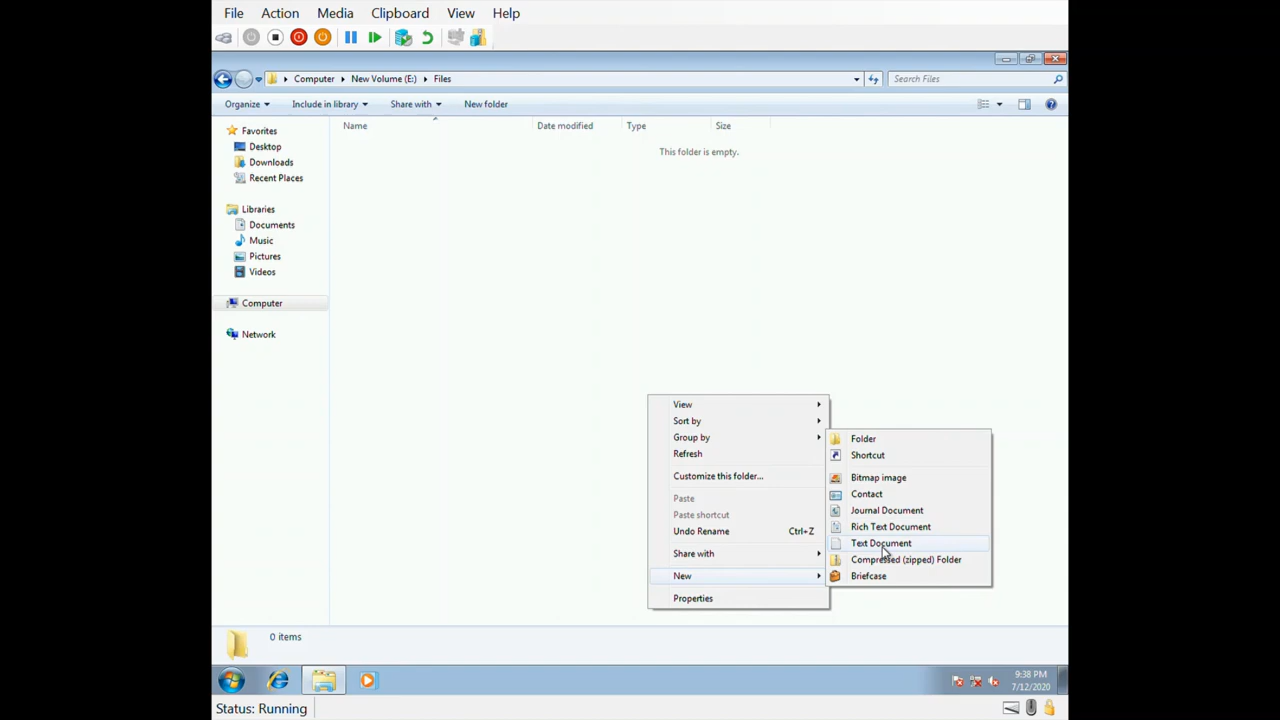 File Action Media Clipboard View Help
Computer New Volume (E:) Files
Search Files
Organize Include in library Share with New folder
Name Date modified Type Size
This folder is empty.
Favorites
Desktop
Downloads
Recent Places
Libraries
Documents
Music
Pictures
Videos
Computer
Network
View
Sort by
Group by
Refresh
Customize this folder...
Paste
Paste shortcut
Undo Rename Ctrl+Z
Share with
New
Properties
Folder
Shortcut
Bitmap image
Contact
Journal Document
Rich Text Document
Text Document
Compressed (zipped) Folder
Briefcase
0 items
9:38 PM
7/12/2020
Status: Running